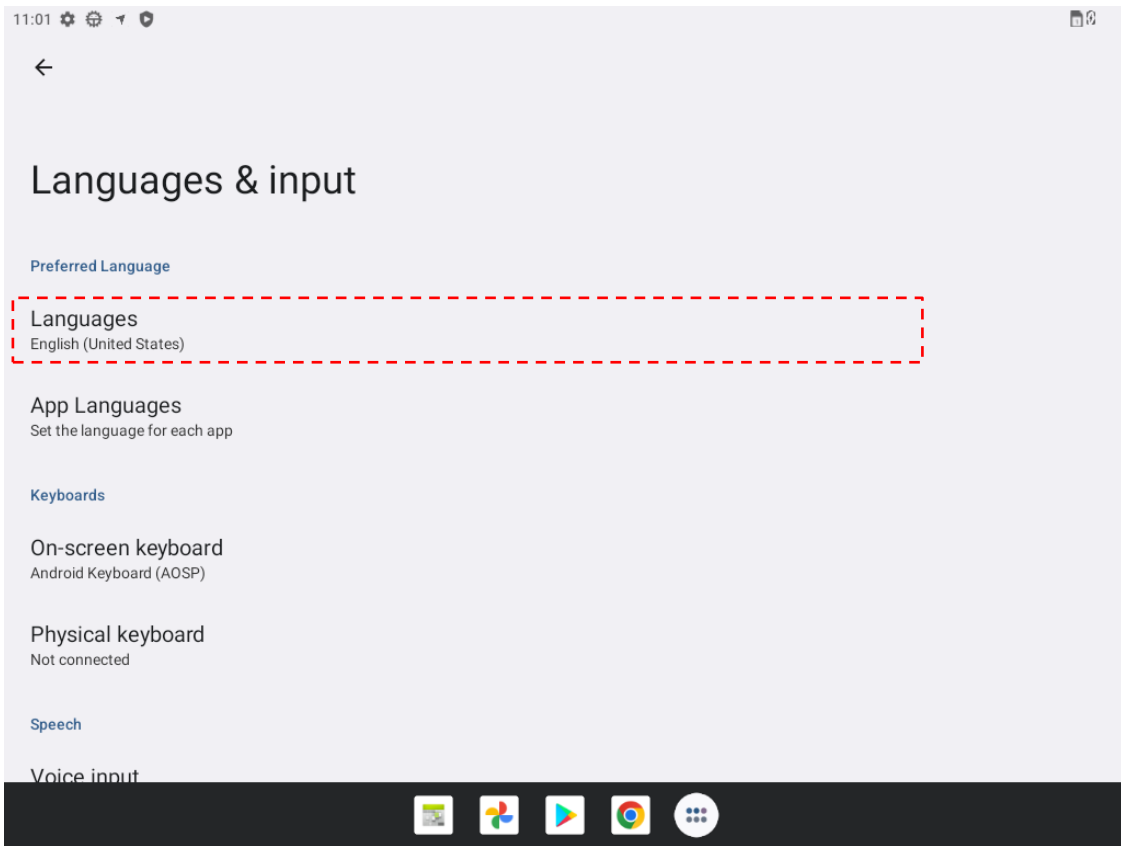 11:01
Languages & input
Preferred Language
Languages
English (United States)
App Languages
Set the language for each app
Keyboards
On-screen keyboard
Android Keyboard (AOSP)
Physical keyboard
Not connected
Speech
Voice input